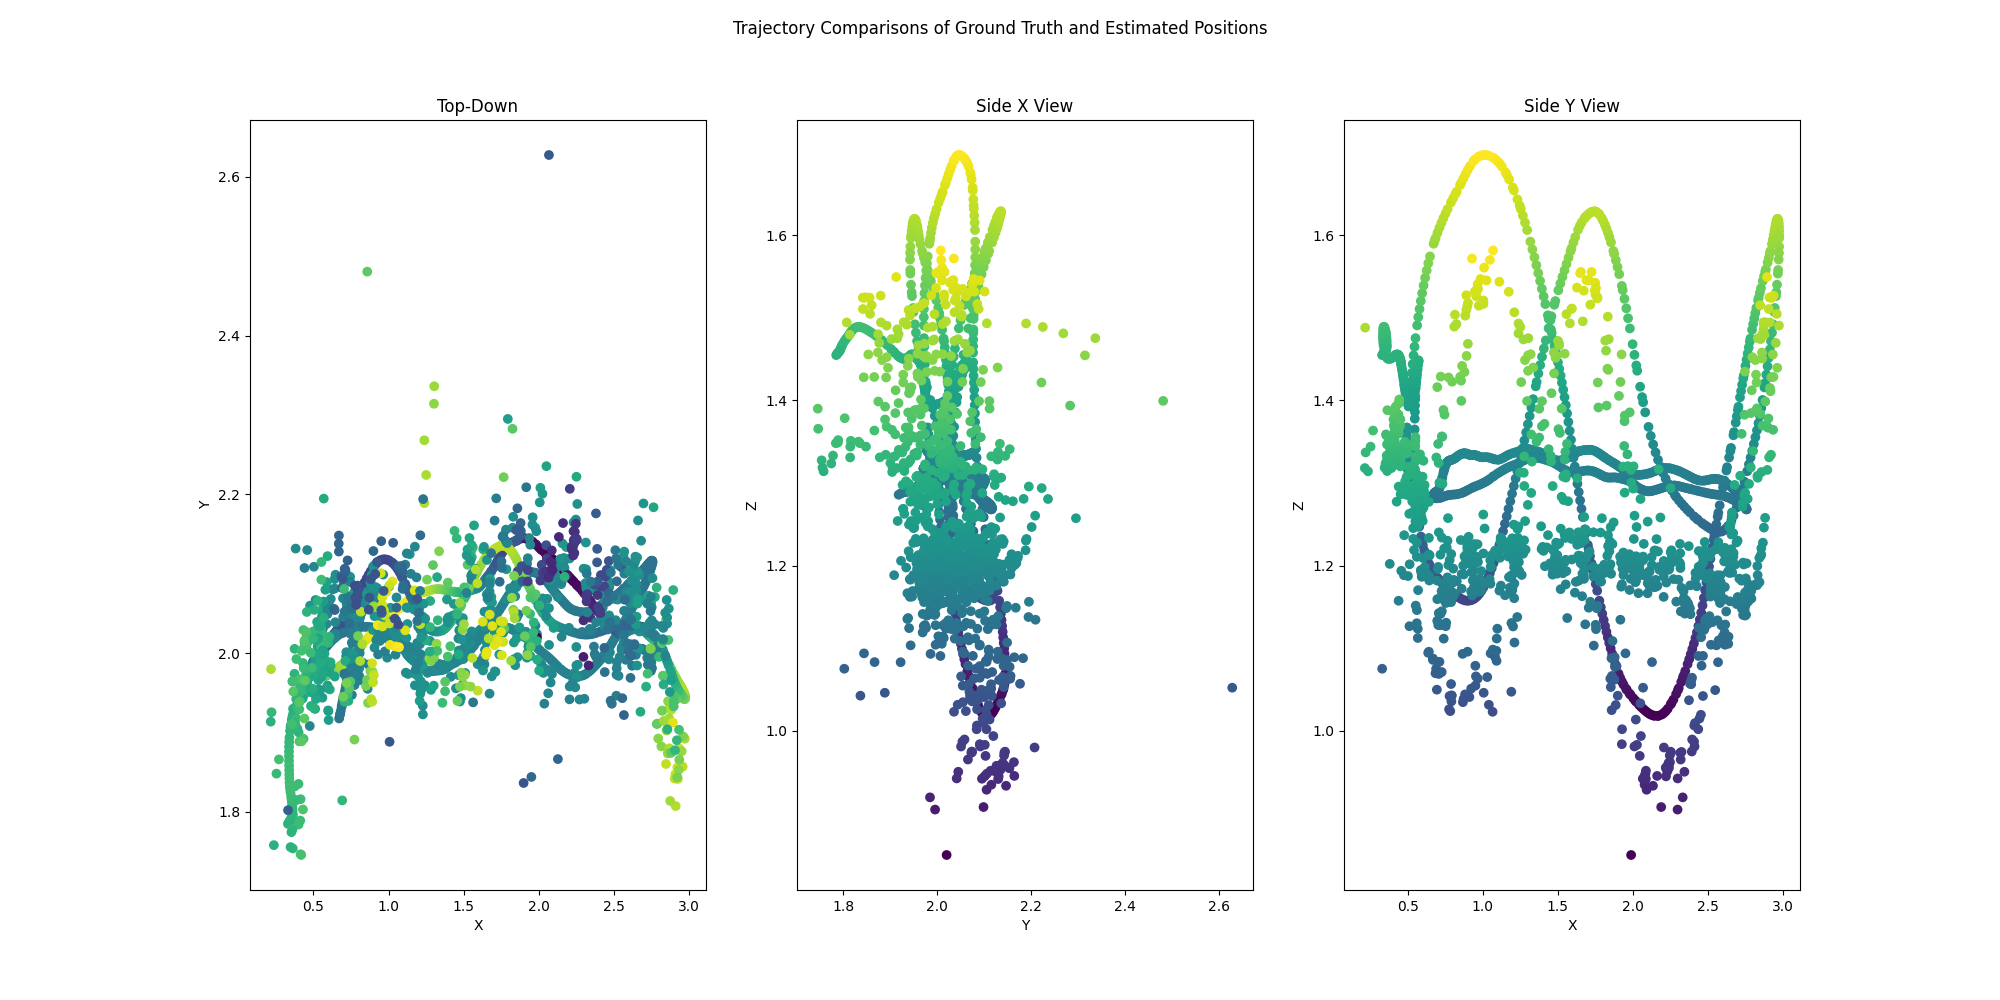 Trajectory Comparisons of Ground Truth and Estimated Positions
Top-Down
Side X View
Side Y View
2.6
2.4
2.2
2.0
1.8
Y
0.5 1.0 1.5 2.0 2.5 3.0
X
1.6
1.4
1.2
1.0
Z
1.8 2.0 2.2 2.4 2.6
Y
1.6
1.4
1.2
1.0
Z
0.5 1.0 1.5 2.0 2.5 3.0
X